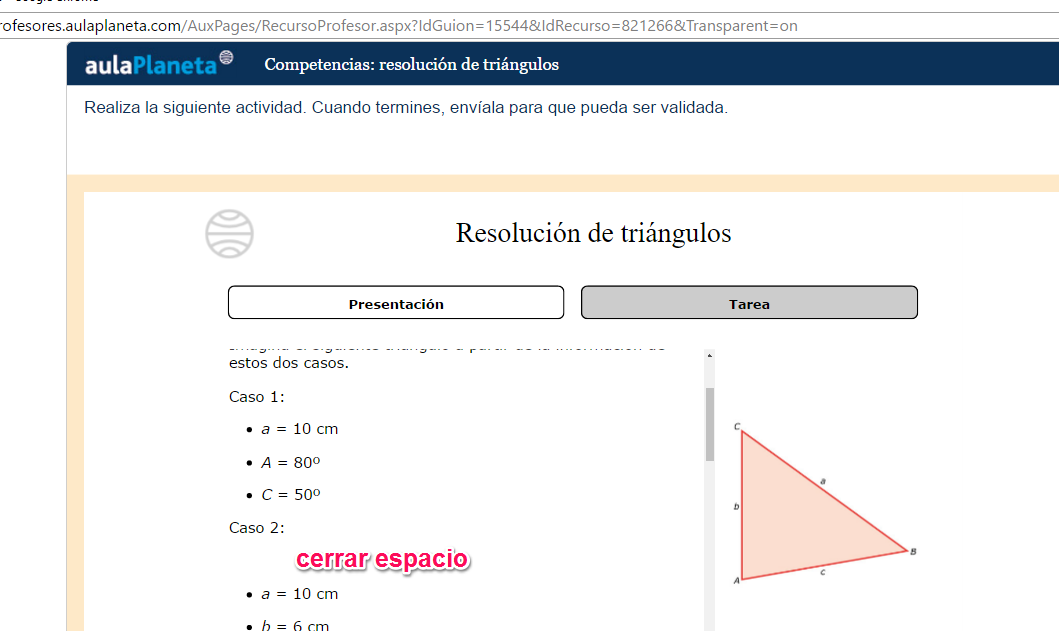 ofesores.aulaplaneta.com/AuxPages/RecursoProfesor.aspx?IdGuion=15544&IdRecurso=821266&Transparent=on
aulaPlaneta Competencias: resolución de triángulos
Realiza la siguiente actividad. Cuando termines, envíala para que pueda ser validada.
Resolución de triángulos
Presentación Tarea
estos dos casos.
Caso 1:
• a = 10 cm
• A = 80º
• C = 50º
Caso 2:
cerrar espacio
• a = 10 cm
• b = 6 cm
C
a
b
B
c
A